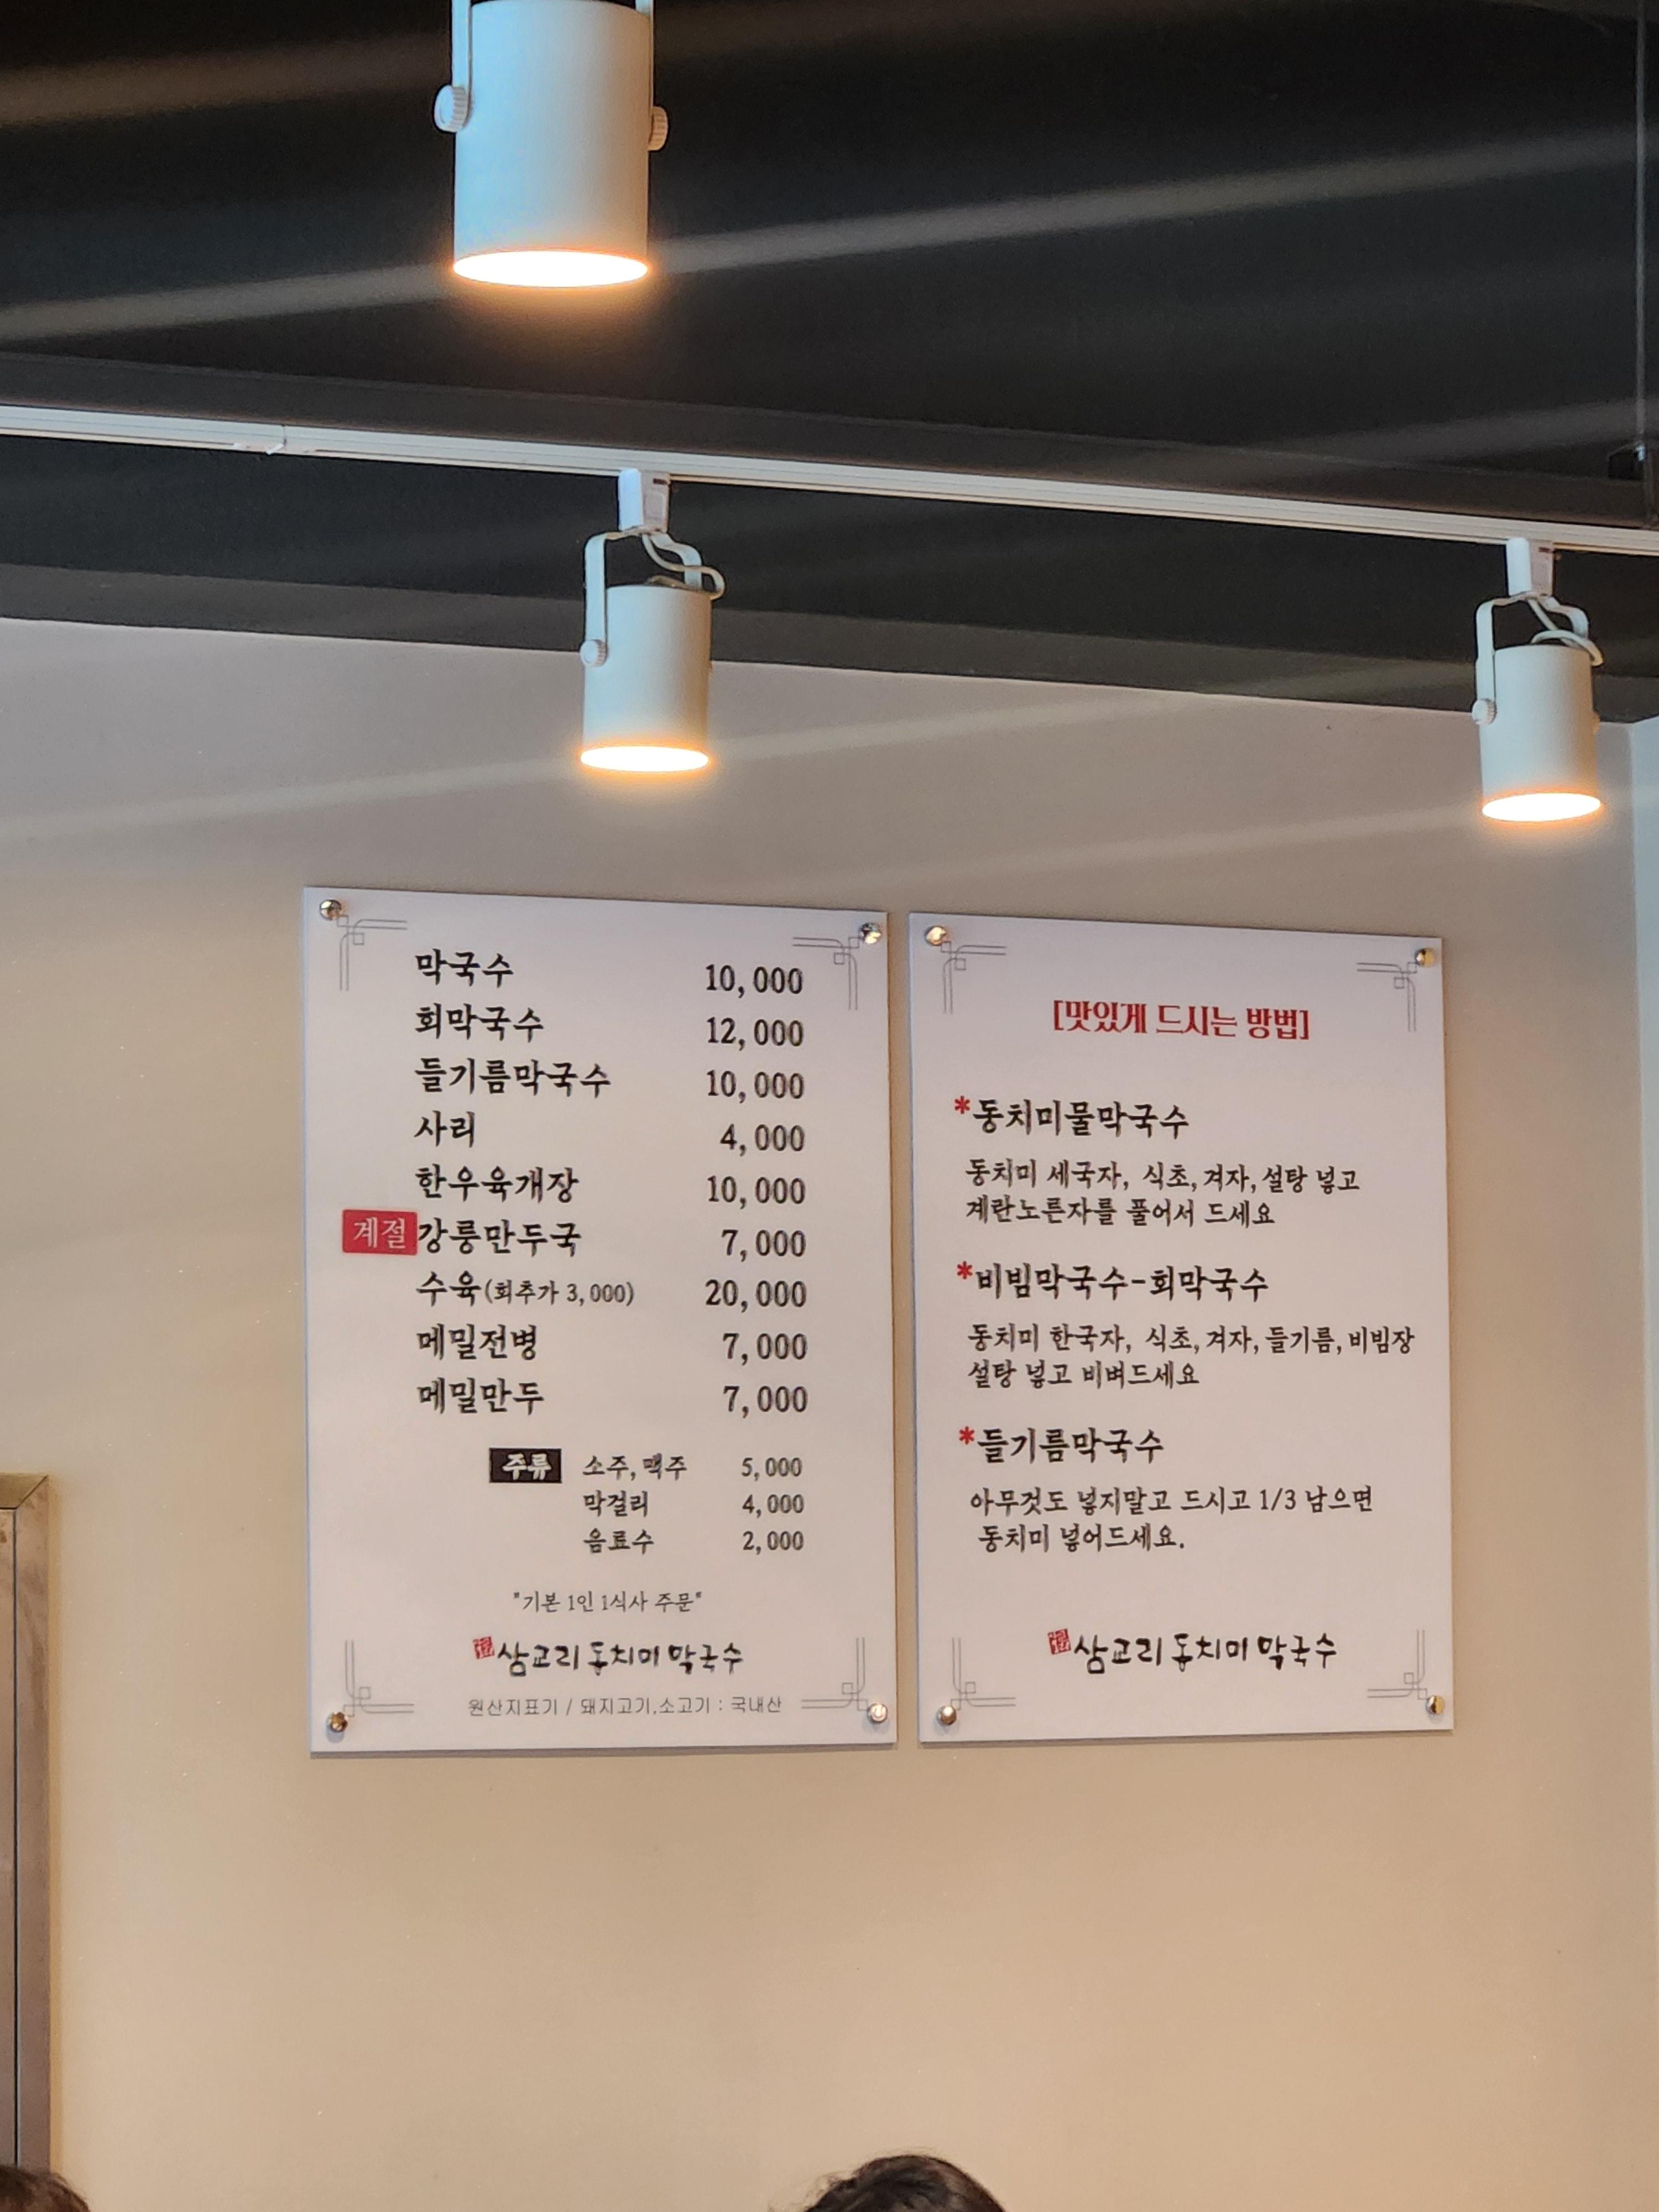 막국수 10,000
회막국수 12,000
들기름막국수 10,000
사리 4,000
한우육개장 10,000
계절 강릉만두국 7,000
수육(회추가 3,000) 20,000
메밀전병 7,000
메밀만두 7,000
주류 소주,맥주 5,000
막걸리 4,000
음료수 2,000
"기본 1인 1식사 주문"
삼교리 동치미 막국수
원산지표기 / 돼지고기,소고기 : 국내산
[맛있게 드시는 방법]
*동치미물막국수
동치미 세국자, 식초,겨자,설탕 넣고
계란노른자를 풀어서 드세요
*비빔막국수-회막국수
동치미 한국자, 식초,겨자,들기름,비빔장
설탕 넣고 비벼드세요
*들기름막국수
아무것도 넣지말고 드시고 1/3 남으면
동치미 넣어드세요.
삼교리 동치미 막국수